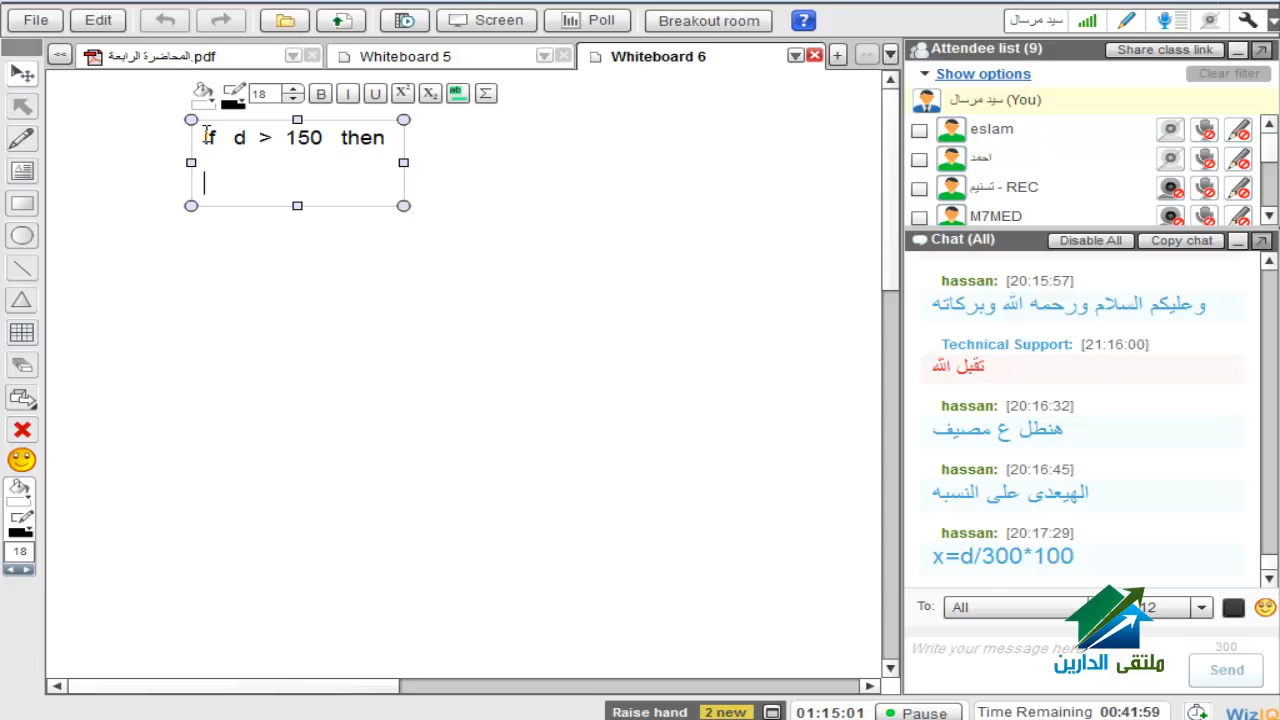 File Edit Screen Poll Breakout room ? سيد مرسال
<< المحاضرة الرابعة.pdf Whiteboard 5 Whiteboard 6 + >>
18 B I U X² X₂ ab Σ
If d > 150 then
18
Attendee list (9) Share class link
Show options Clear filter
سيد مرسال (You)
eslam
احمد
تسنيم - REC
M7MED
Chat (All) Disable All Copy chat
hassan: [20:15:57]
وعليكم السلام ورحمه الله وبركاته
Technical Support: [21:16:00]
تقبل الله
hassan: [20:16:32]
هنطل ع مصيف
hassan: [20:16:45]
الهيعدى على النسبه
hassan: [20:17:29]
x=d/300*100
To: All 12
Write your message here 300
Send
ملتقى الدارين
Raise hand 2 new 01:15:01 Pause Time Remaining 00:41:59 WizIQ